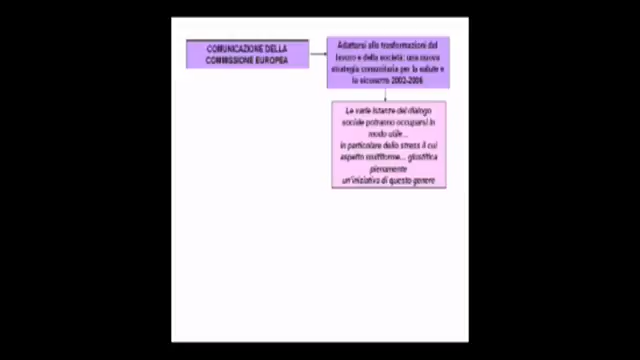 COMUNICAZIONE DELLA
COMMISSIONE EUROPEA
Adattarsi alle trasformazioni del
lavoro e della società: una nuova
strategia comunitaria per la salute e
la sicurezza 2002-2006
Le varie istanze del dialogo
sociale potranno occuparsi in
modo utile...
in particolare dello stress il cui
aspetto multiforme... giustifica
pienamente
un'iniziativa di questo genere